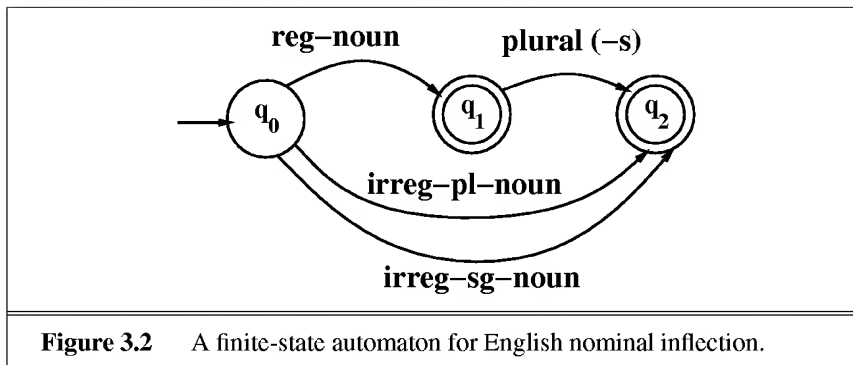 reg−noun
plural (−s)
q0
q1
q2
irreg−pl−noun
irreg−sg−noun
Figure 3.2 A finite-state automaton for English nominal inflection.